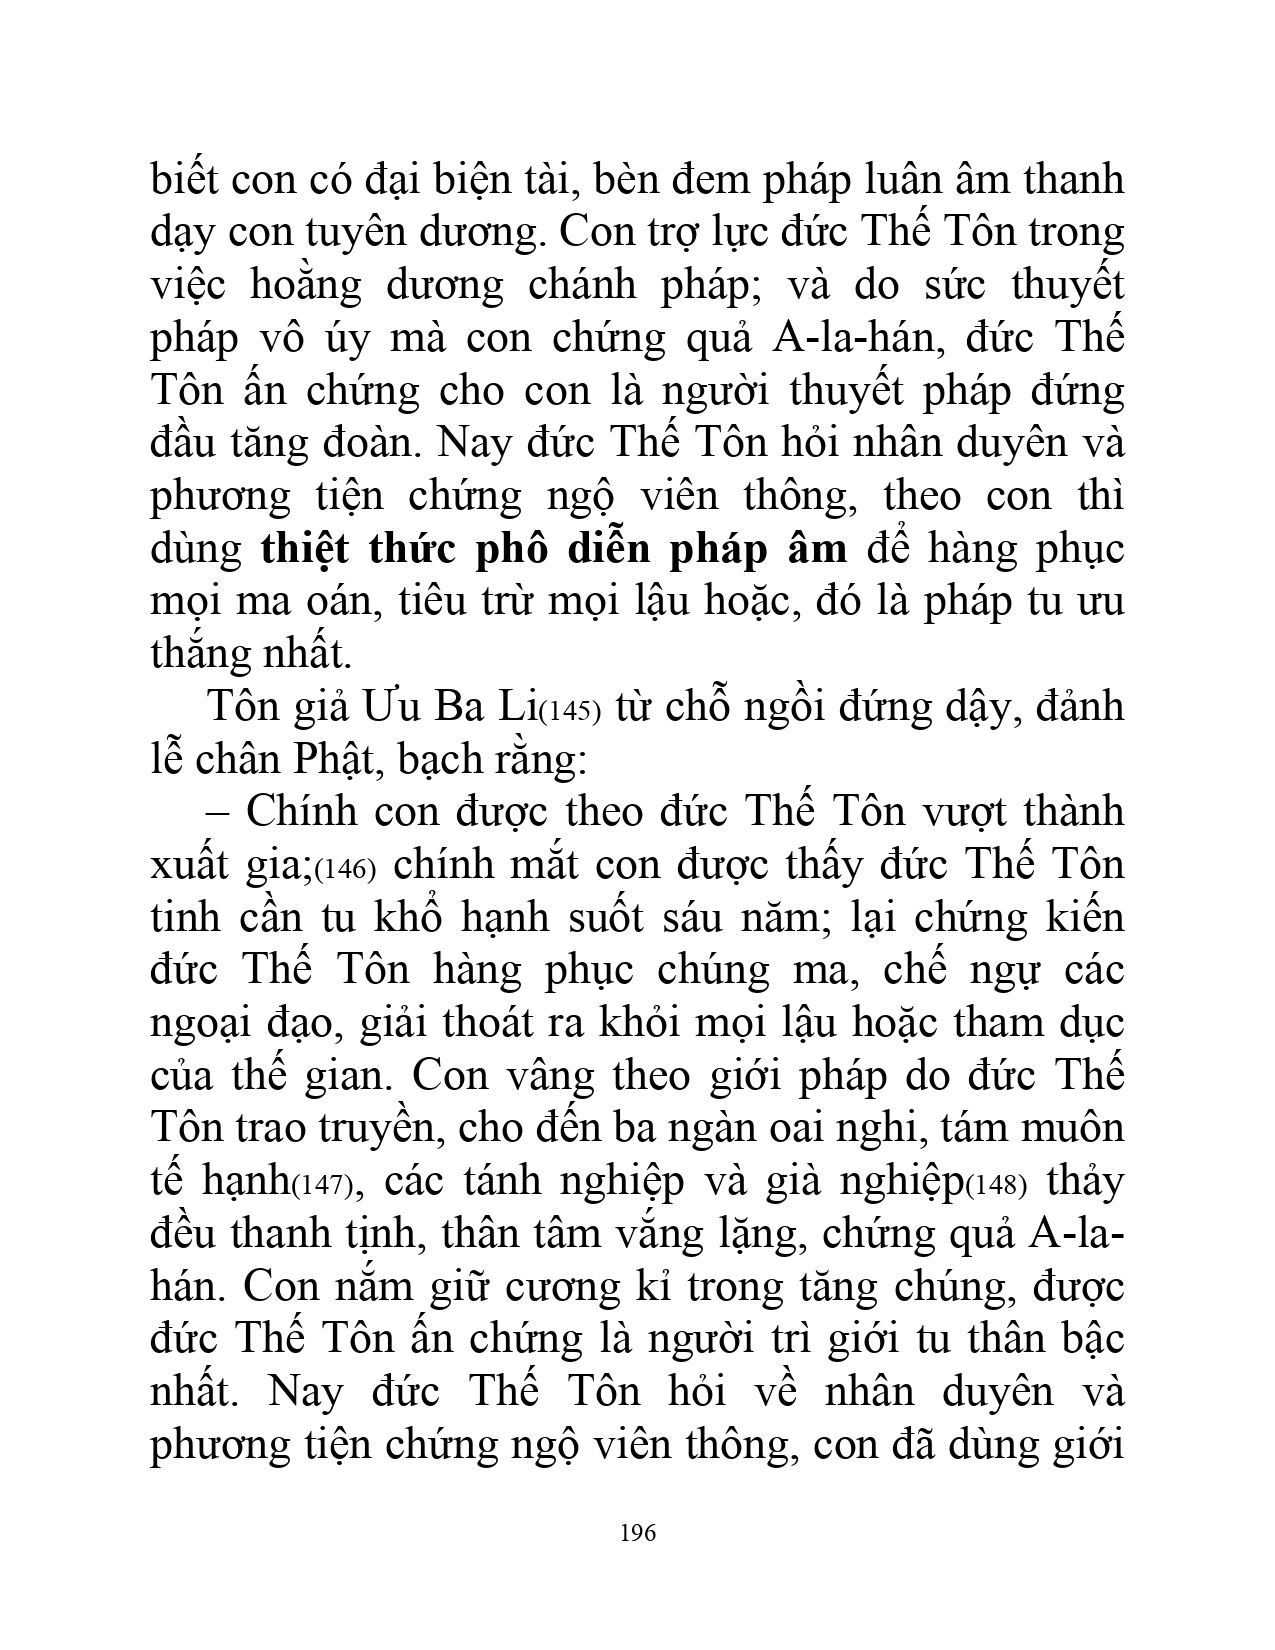 biết con có đại biện tài, bèn đem pháp luân âm thanh
dạy con tuyên dương. Con trợ lực đức Thế Tôn trong
việc hoằng dương chánh pháp; và do sức thuyết
pháp vô úy mà con chứng quả A-la-hán, đức Thế
Tôn ấn chứng cho con là người thuyết pháp đứng
đầu tăng đoàn. Nay đức Thế Tôn hỏi nhân duyên và
phương tiện chứng ngộ viên thông, theo con thì
dùng thiệt thức phô diễn pháp âm để hàng phục
mọi ma oán, tiêu trừ mọi lậu hoặc, đó là pháp tu ưu
thắng nhất.
Tôn giả Ưu Ba Li(145) từ chỗ ngồi đứng dậy, đảnh
lễ chân Phật, bạch rằng:
– Chính con được theo đức Thế Tôn vượt thành
xuất gia;(146) chính mắt con được thấy đức Thế Tôn
tinh cần tu khổ hạnh suốt sáu năm; lại chứng kiến
đức Thế Tôn hàng phục chúng ma, chế ngự các
ngoại đạo, giải thoát ra khỏi mọi lậu hoặc tham dục
của thế gian. Con vâng theo giới pháp do đức Thế
Tôn trao truyền, cho đến ba ngàn oai nghi, tám muôn
tế hạnh(147), các tánh nghiệp và già nghiệp(148) thảy
đều thanh tịnh, thân tâm vắng lặng, chứng quả A-la-
hán. Con nắm giữ cương kỉ trong tăng chúng, được
đức Thế Tôn ấn chứng là người trì giới tu thân bậc
nhất. Nay đức Thế Tôn hỏi về nhân duyên và
phương tiện chứng ngộ viên thông, con đã dùng giới
196